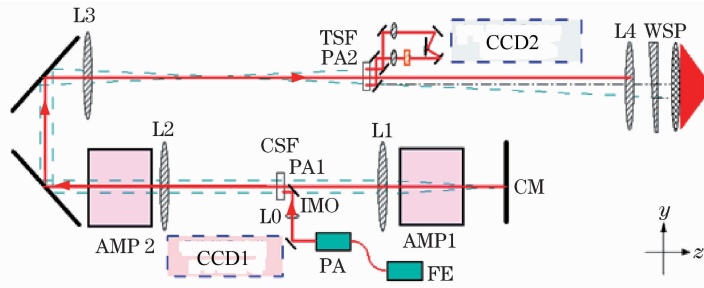 L3
TSF
PA2
CCD2
L4 WSP
L2
CSF
PA1
L1
IMO
L0
CM
AMP 2
AMP1
CCD1
PA
FE
y
z